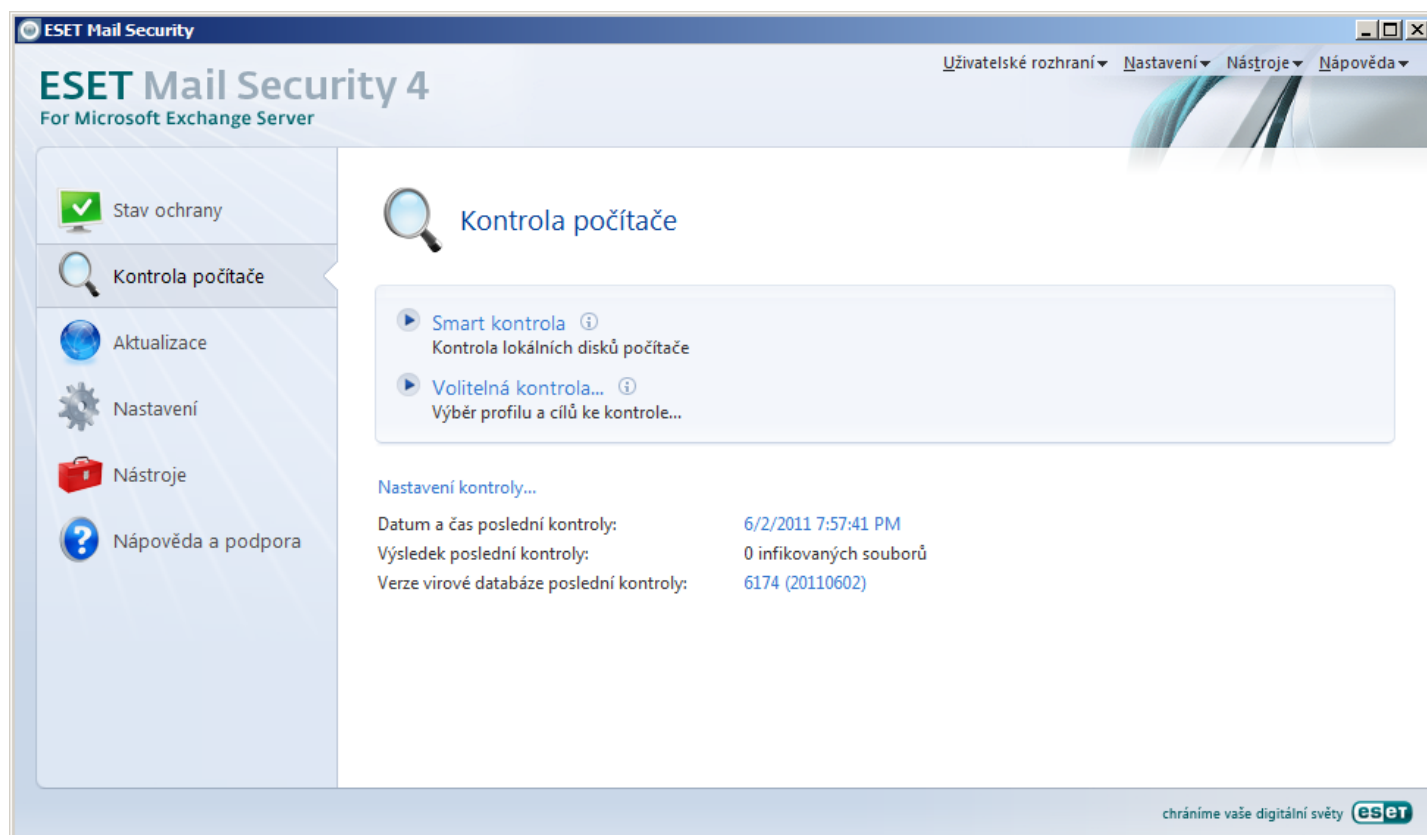 ESET Mail Security
Uživatelské rozhraní Nastavení Nástroje Nápověda
ESET Mail Security 4
For Microsoft Exchange Server
Stav ochrany
Kontrola počítače
Aktualizace
Nastavení
Nástroje
Nápověda a podpora
Kontrola počítače
Smart kontrola
Kontrola lokálních disků počítače
Volitelná kontrola...
Výběr profilu a cílů ke kontrole...
Nastavení kontroly...
Datum a čas poslední kontroly: 6/2/2011 7:57:41 PM
Výsledek poslední kontroly: 0 infikovaných souborů
Verze virové databáze poslední kontroly: 6174 (20110602)
chráníme vaše digitální světy eset